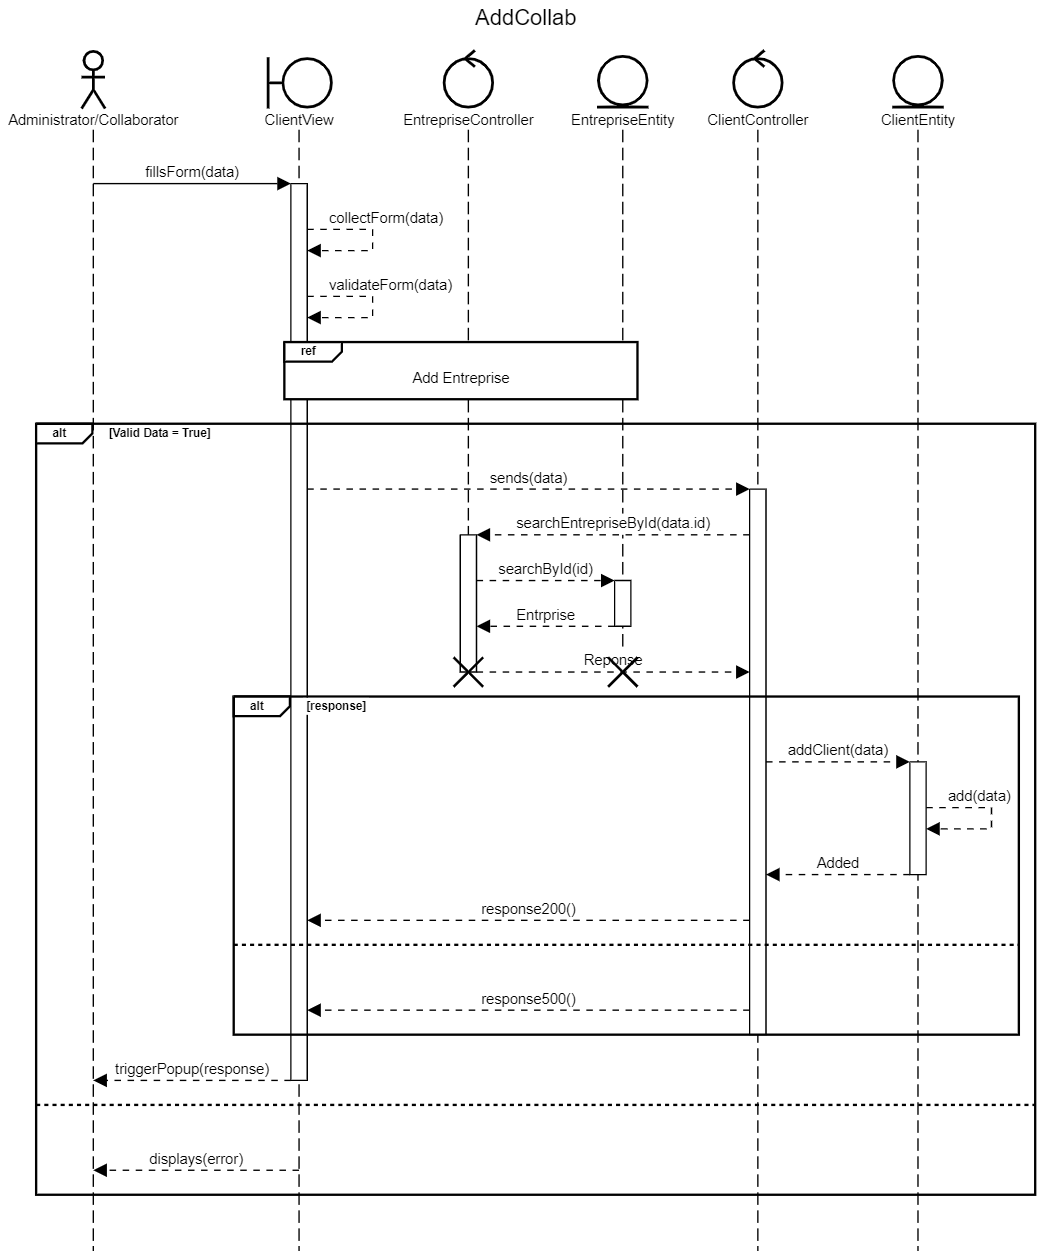 AddCollab
Administrator/Collaborator
ClientView
EntrepriseController
EntrepriseEntity
ClientController
ClientEntity
fillsForm(data)
collectForm(data)
validateForm(data)
ref
Add Entreprise
alt
[Valid Data = True]
sends(data)
searchEntrepriseById(data.id)
searchById(id)
Entrprise
Reponse
alt
[response]
addClient(data)
add(data)
Added
response200()
response500()
triggerPopup(response)
displays(error)